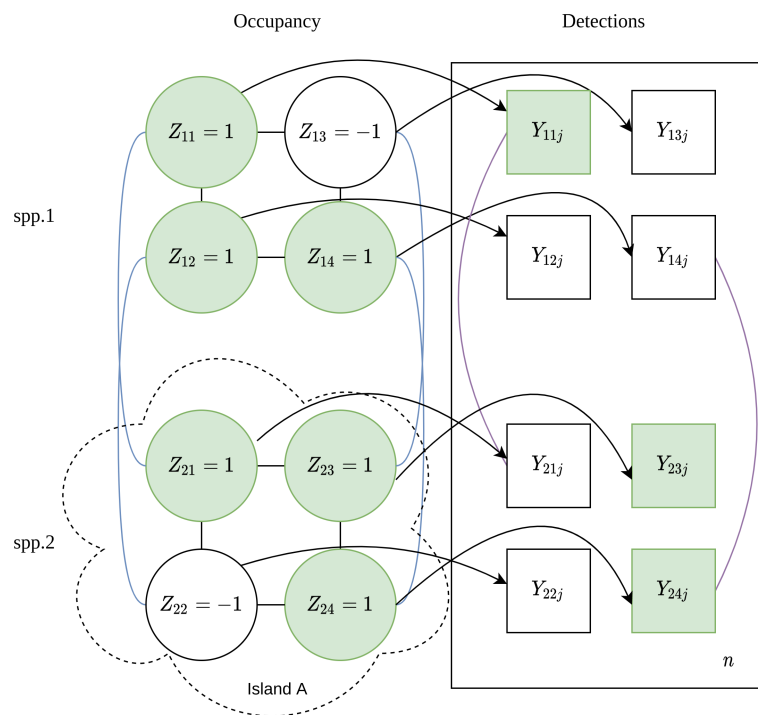 Occupancy Detections
Z₁₁ = 1 Z₁₃ = −1 Y₁₁ⱼ Y₁₃ⱼ
spp.1
Z₁₂ = 1 Z₁₄ = 1 Y₁₂ⱼ Y₁₄ⱼ
Z₂₁ = 1 Z₂₃ = 1 Y₂₁ⱼ Y₂₃ⱼ
spp.2
Z₂₂ = −1 Z₂₄ = 1 Y₂₂ⱼ Y₂₄ⱼ
n
Island A